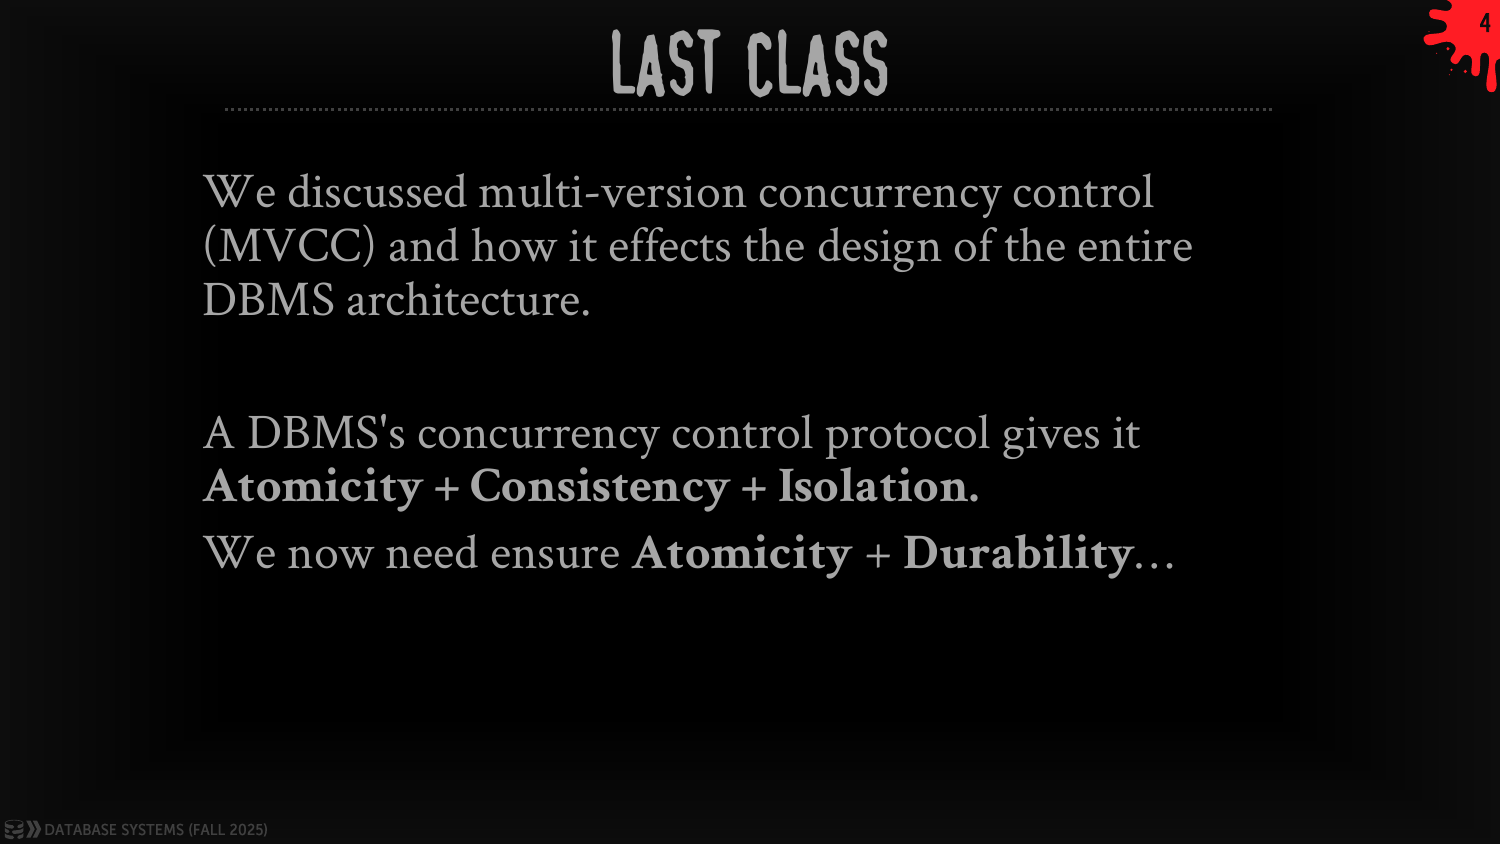 4
LAST CLASS
We discussed multi-version concurrency control
(MVCC) and how it effects the design of the entire
DBMS architecture.
A DBMS's concurrency control protocol gives it
Atomicity + Consistency + Isolation.
We now need ensure Atomicity + Durability…
DATABASE SYSTEMS (FALL 2025)